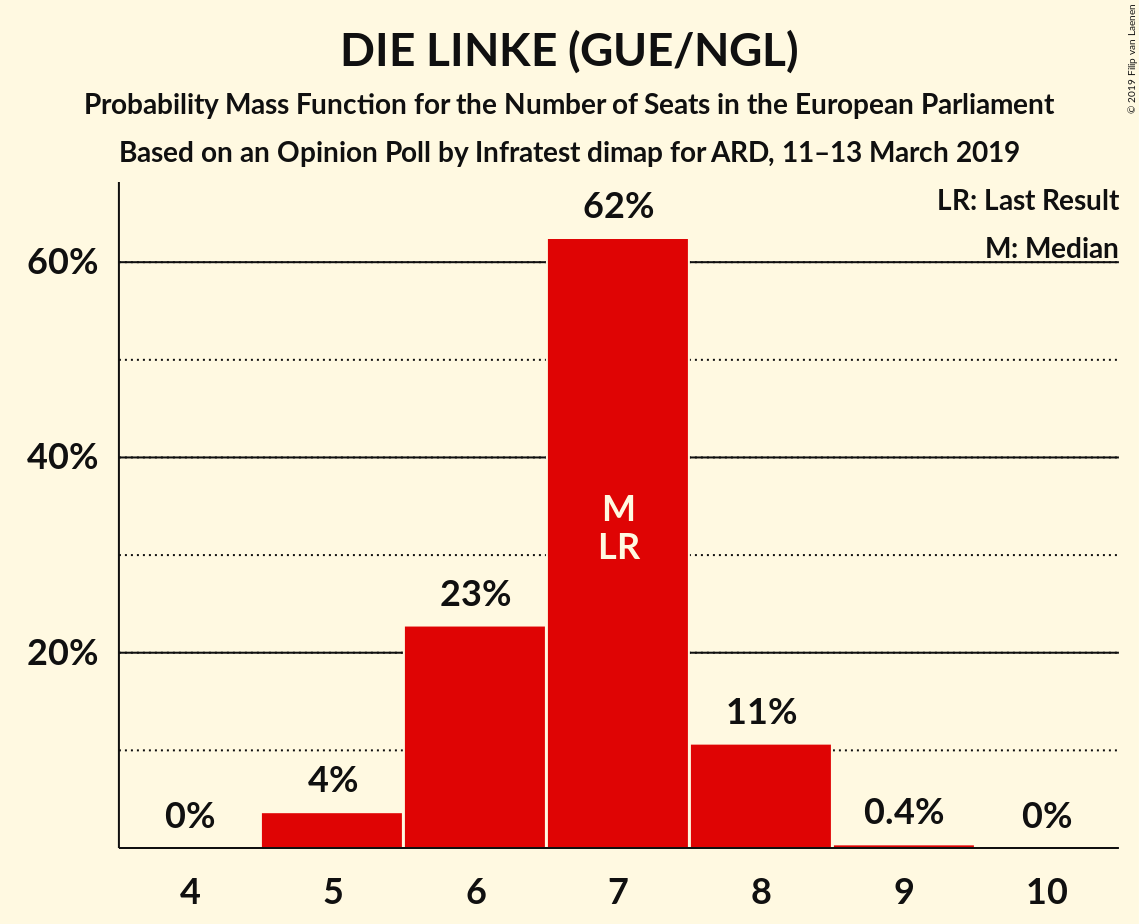 DIE LINKE (GUE/NGL)
Probability Mass Function for the Number of Seats in the European Parliament
Based on an Opinion Poll by Infratest dimap for ARD, 11–13 March 2019
© 2019 Filip van Laenen
LR: Last Result
M: Median
60%
40%
20%
0%
4%
23%
62%
11%
0.4%
0%
M
LR
4
5
6
7
8
9
10